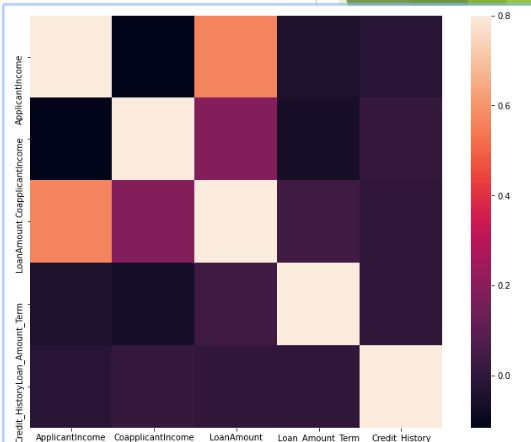 ApplicantIncome
CoapplicantIncome
LoanAmount
Loan_Amount_Term
Credit_History
ApplicantIncome CoapplicantIncome LoanAmount Loan_Amount_Term Credit_History
0.8
0.6
0.4
0.2
0.0